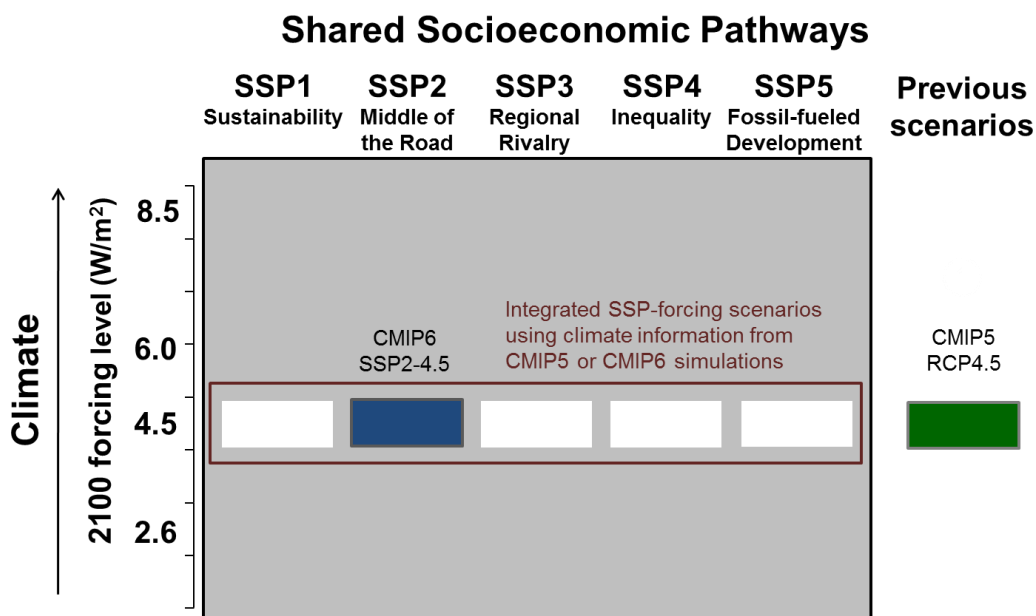 Shared Socioeconomic Pathways
SSP1
Sustainability
SSP2
Middle of
the Road
SSP3
Regional
Rivalry
SSP4
Inequality
SSP5
Fossil-fueled
Development
Previous
scenarios
Climate
2100 forcing level (W/m²)
8.5
6.0
4.5
2.6
CMIP6
SSP2-4.5
Integrated SSP-forcing scenarios
using climate information from
CMIP5 or CMIP6 simulations
CMIP5
RCP4.5